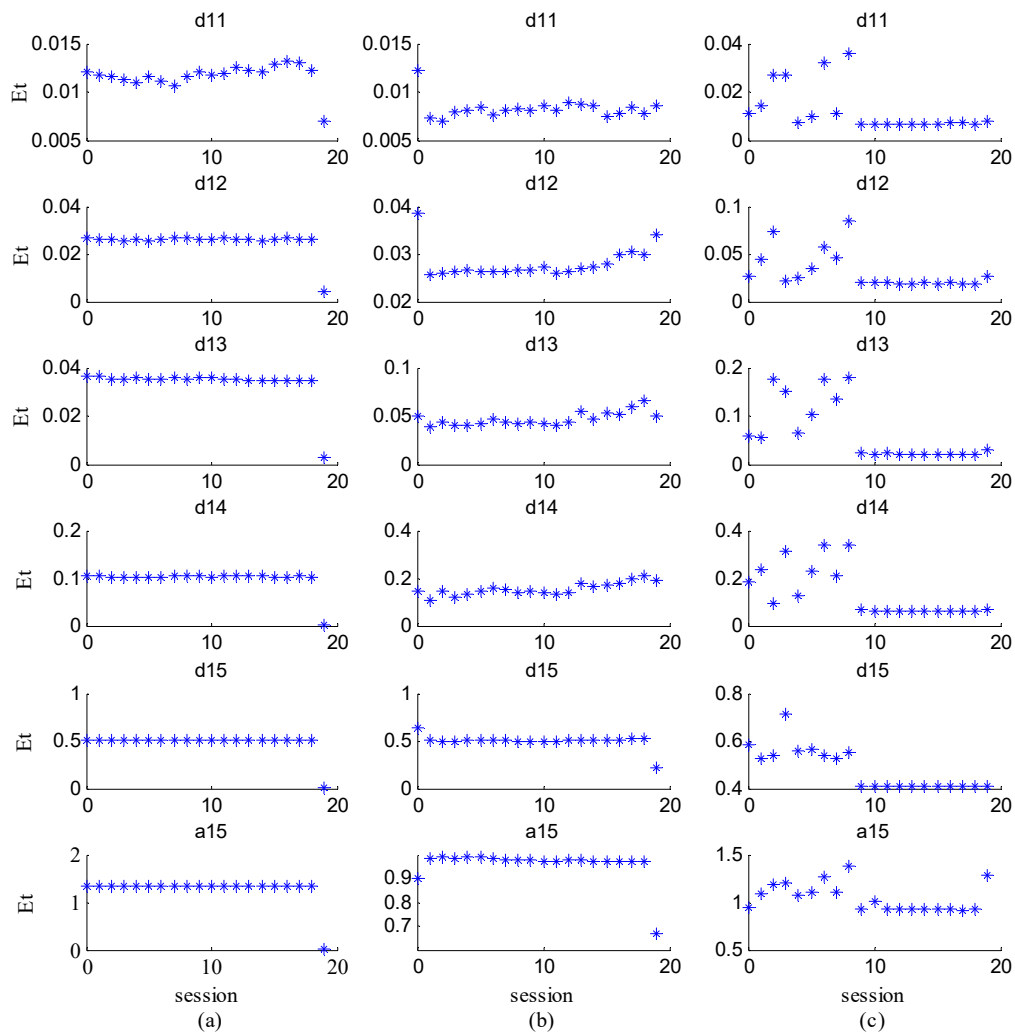 d11 d11 d11
0.015 0.015 0.04
Et 0.01 0.01 0.02
0.005 0.005 0
0 10 20 0 10 20 0 10 20
d12 d12 d12
0.04 0.04 0.1
Et 0.02 0.03 0.05
0 0.02 0
0 10 20 0 10 20 0 10 20
d13 d13 d13
0.04 0.1 0.2
Et 0.02 0.05 0.1
0 0 0
0 10 20 0 10 20 0 10 20
d14 d14 d14
0.2 0.4 0.4
Et 0.1 0.2 0.2
0 0 0
0 10 20 0 10 20 0 10 20
d15 d15 d15
1 1 0.8
Et 0.5 0.5 0.6
0 0 0.4
0 10 20 0 10 20 0 10 20
a15 a15 a15
2 1.5
0.9
Et 1 0.8 1
0.7
0 0.5
0 10 20 0 10 20 0 10 20
session session session
(a) (b) (c)